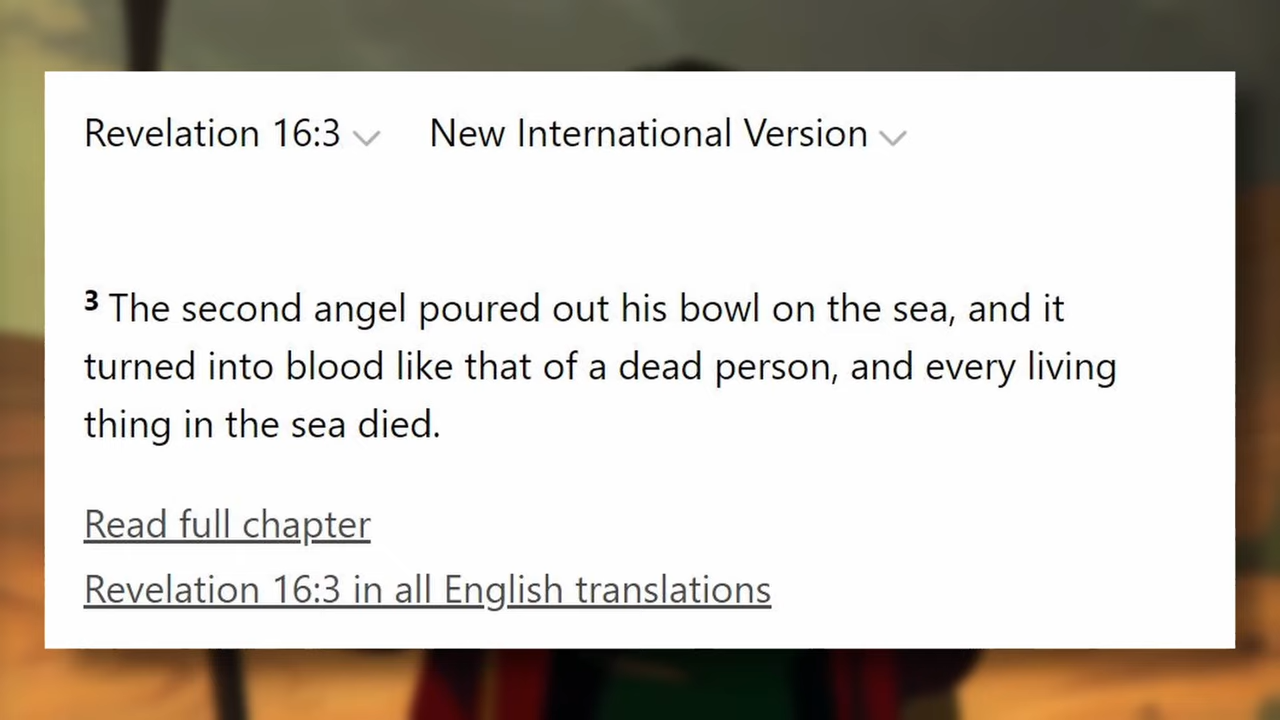 Revelation 16:3 New International Version
3 The second angel poured out his bowl on the sea, and it
turned into blood like that of a dead person, and every living
thing in the sea died.
Read full chapter
Revelation 16:3 in all English translations